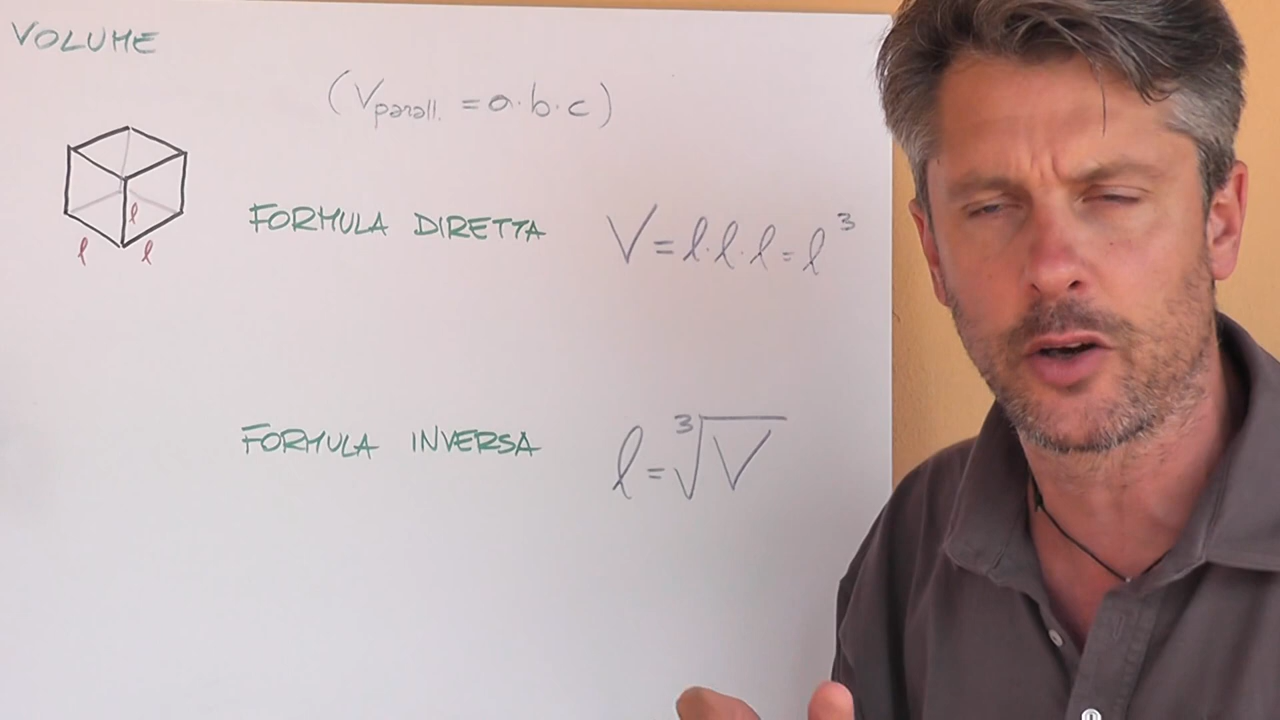 VOLUME
(Vparall. = a·b·c)
l
l
l
FORMULA DIRETTA
V = l·l·l = l³
FORMULA INVERSA
l = ³√V